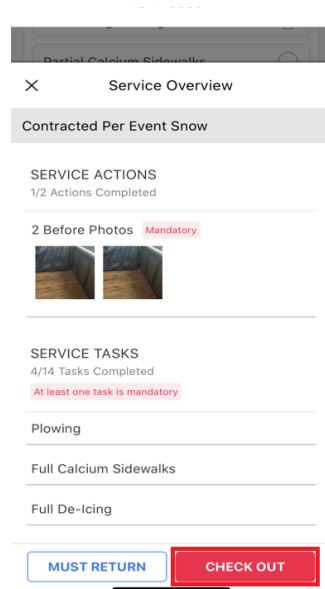 Partial Calcium Sidewalks
Service Overview
Contracted Per Event Snow
SERVICE ACTIONS
1/2 Actions Completed
2 Before Photos Mandatory
SERVICE TASKS
4/14 Tasks Completed
At least one task is mandatory
Plowing
Full Calcium Sidewalks
Full De-Icing
MUST RETURN CHECK OUT